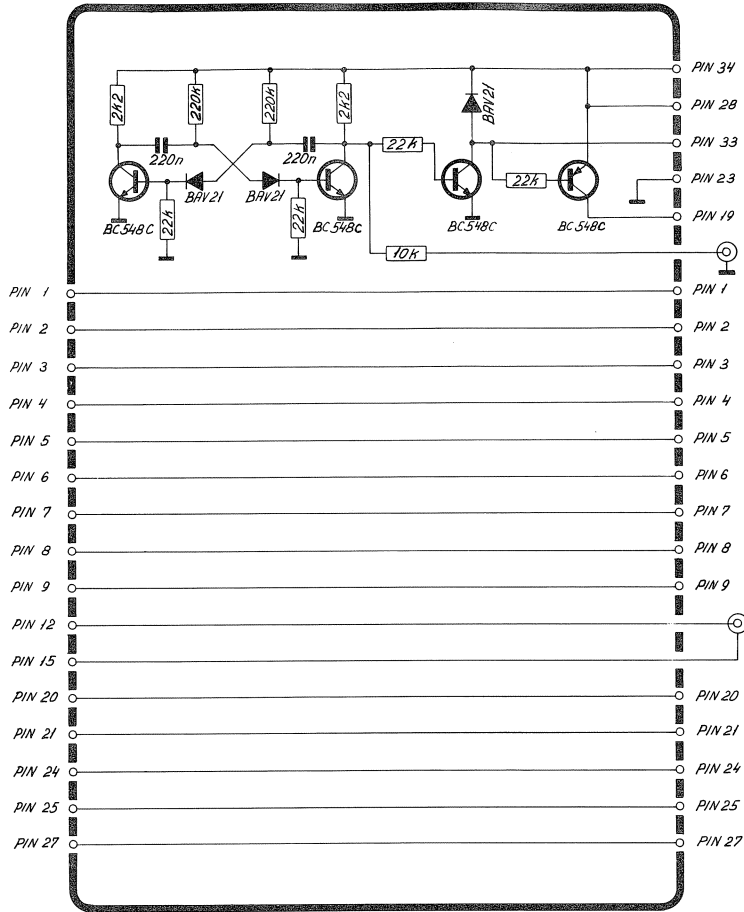 PIN 34
2k2
220k
220k
2k2
BAV21
PIN 28
220n
220n
22k
PIN 33
BAV21
BAV21
22k
PIN 23
22k
22k
PIN 19
BC548C
BC548C
BC548C
BC548C
10k
PIN 1
PIN 1
PIN 2
PIN 2
PIN 3
PIN 3
PIN 4
PIN 4
PIN 5
PIN 5
PIN 6
PIN 6
PIN 7
PIN 7
PIN 8
PIN 8
PIN 9
PIN 9
PIN 12
PIN 15
PIN 20
PIN 20
PIN 21
PIN 21
PIN 24
PIN 24
PIN 25
PIN 25
PIN 27
PIN 27